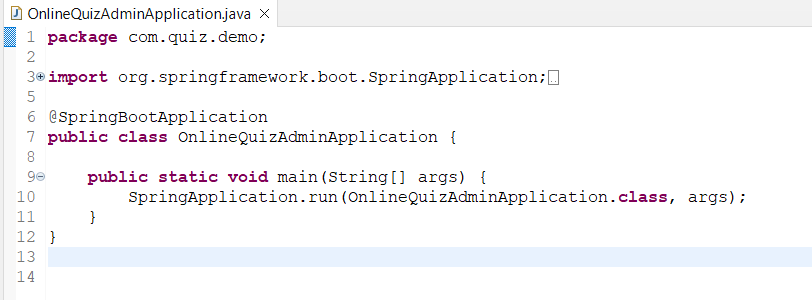 OnlineQuizAdminApplication.java
1 package com.quiz.demo;
2
3 import org.springframework.boot.SpringApplication;
5
6 @SpringBootApplication
7 public class OnlineQuizAdminApplication {
8
9 public static void main(String[] args) {
10 SpringApplication.run(OnlineQuizAdminApplication.class, args);
11 }
12 }
13
14